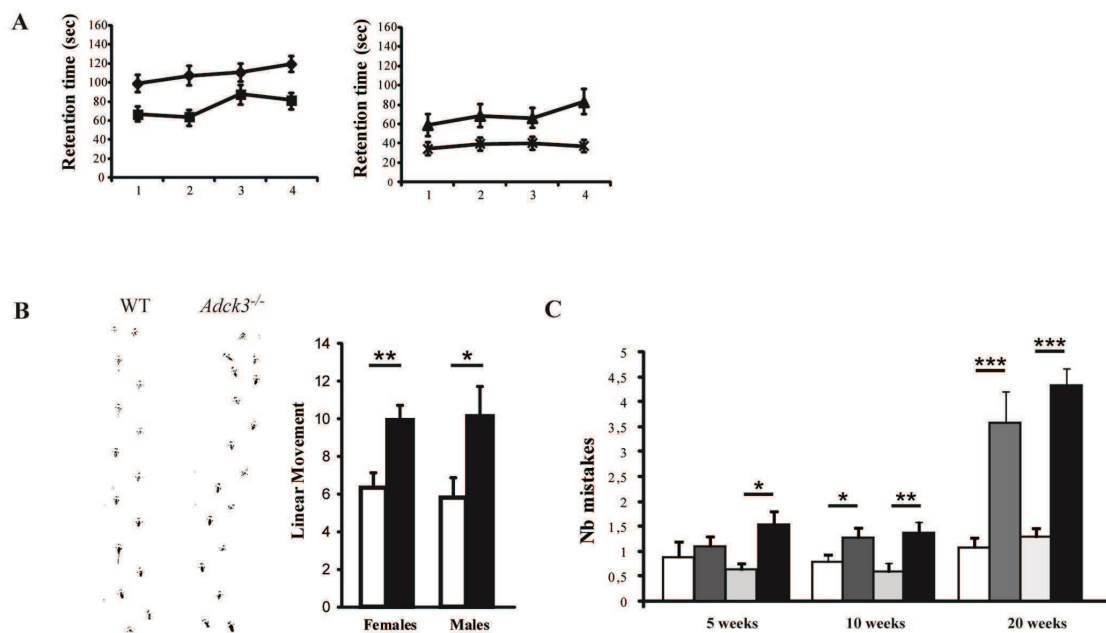 A
Retention time (sec)
160
140
120
100
80
60
40
20
0
1 2 3 4
Retention time (sec)
160
140
120
100
80
60
40
20
0
1 2 3 4
B
WT Adck3-/-
Linear Movement
14
12
10
8
6
4
2
0
** *
Females Males
C
Nb mistakes
5
4,5
4
3,5
3
2,5
2
1,5
1
0,5
0
* * ** *** ***
5 weeks 10 weeks 20 weeks